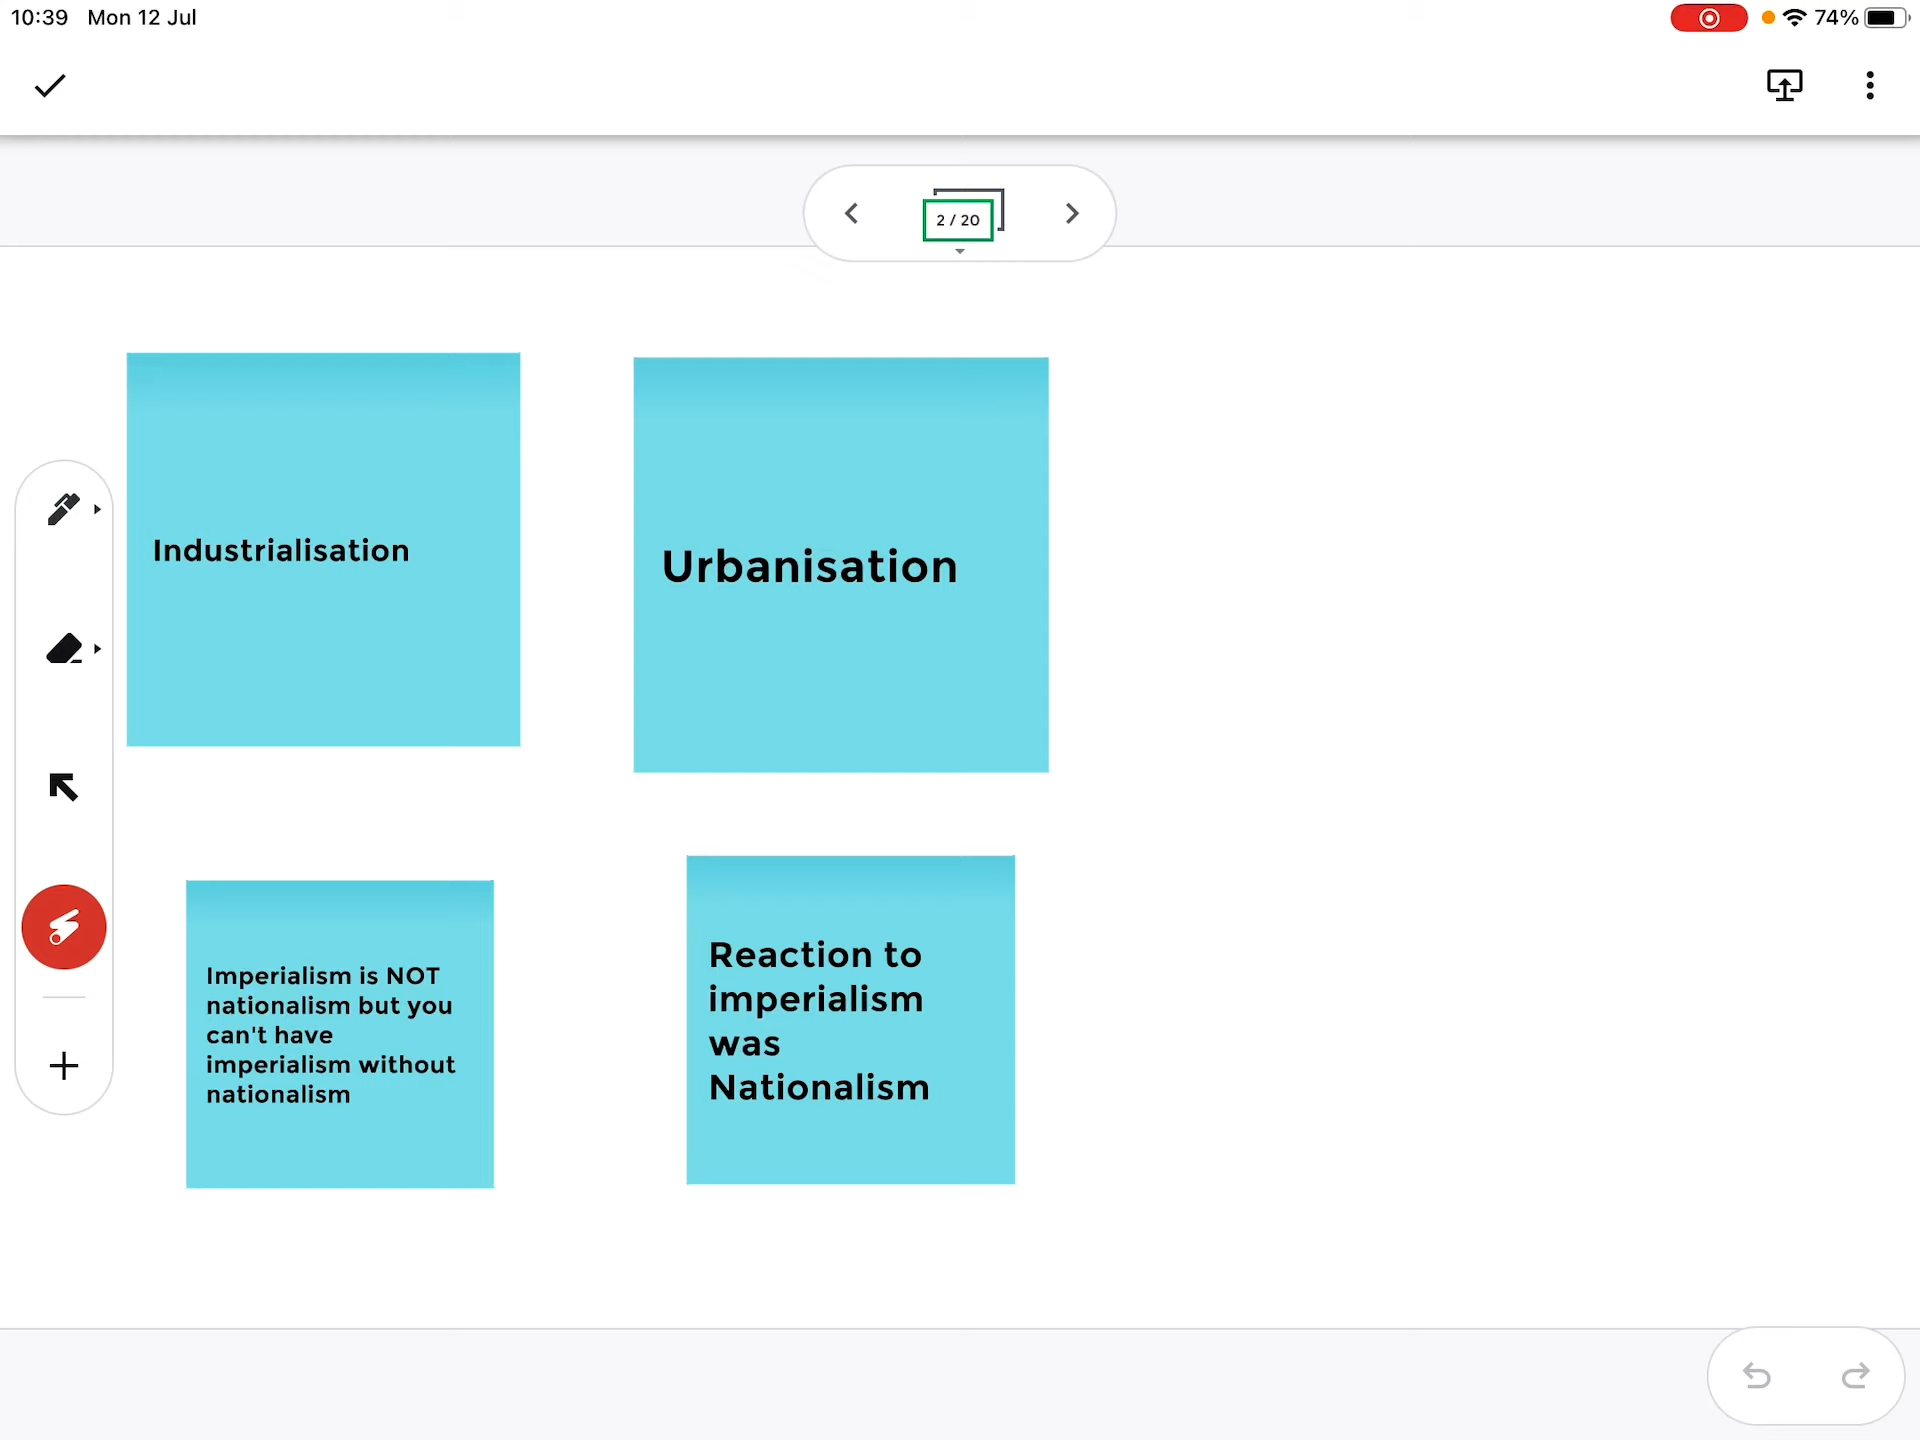 10:39 Mon 12 Jul
74%
2 / 20
Industrialisation
Urbanisation
Imperialism is NOT
nationalism but you
can't have
imperialism without
nationalism
Reaction to
imperialism
was
Nationalism